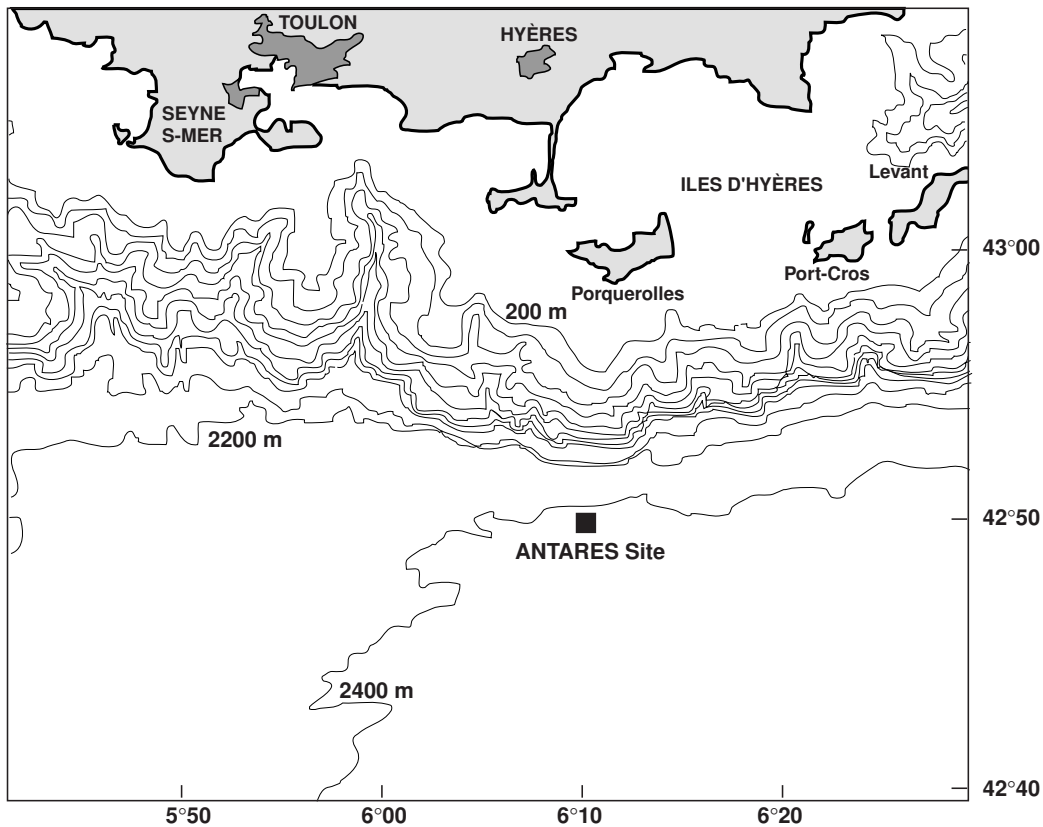 TOULON
HYÈRES
SEYNE
S-MER
ILES D'HYÈRES
Levant
43°00
Port-Cros
Porquerolles
200 m
2200 m
42°50
ANTARES Site
2400 m
42°40
5°50
6°00
6°10
6°20